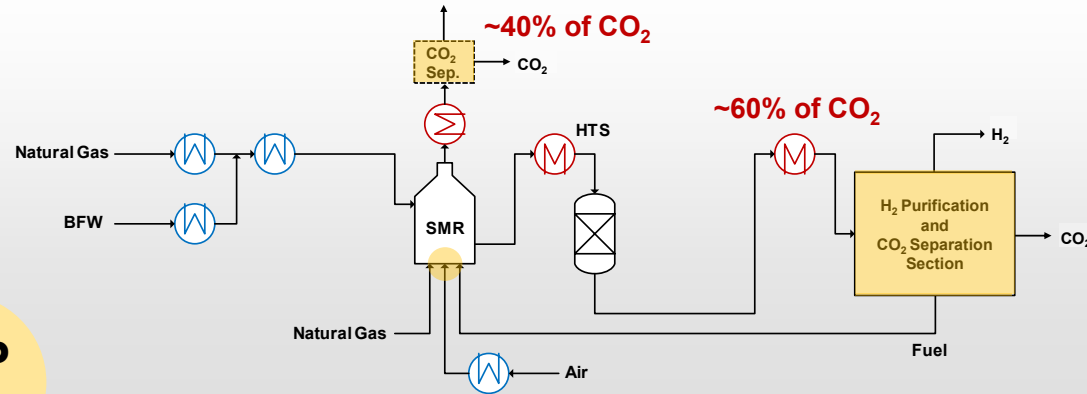 ~40% of CO₂
CO₂
Sep.
CO₂
~60% of CO₂
HTS
H₂
Natural Gas
BFW
SMR
H₂ Purification
and
CO₂ Separation
Section
CO₂
Natural Gas
Fuel
Air